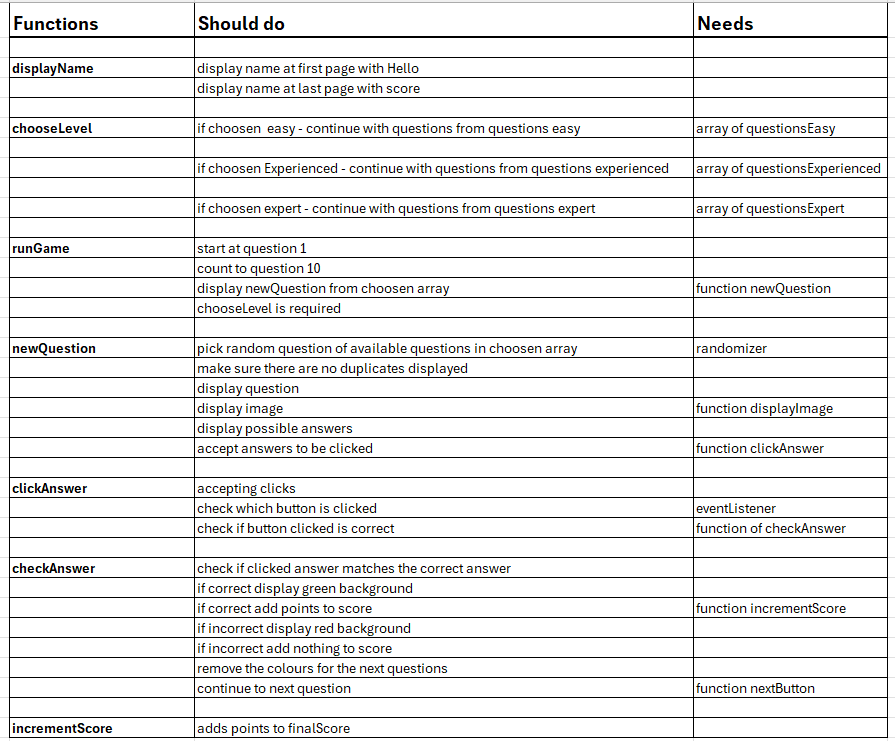 Functions Should do Needs
displayName display name at first page with Hello
display name at last page with score
chooseLevel if choosen easy - continue with questions from questions easy array of questionsEasy
if choosen Experienced - continue with questions from questions experienced array of questionsExperienced
if choosen expert - continue with questions from questions expert array of questionsExpert
runGame start at question 1
count to question 10
display newQuestion from choosen array function newQuestion
chooseLevel is required
newQuestion pick random question of available questions in choosen array randomizer
make sure there are no duplicates displayed
display question
display image function displayImage
display possible answers
accept answers to be clicked function clickAnswer
clickAnswer accepting clicks
check which button is clicked eventListener
check if button clicked is correct function of checkAnswer
checkAnswer check if clicked answer matches the correct answer
if correct display green background
if correct add points to score function incrementScore
if incorrect display red background
if incorrect add nothing to score
remove the colours for the next questions
continue to next question function nextButton
incrementScore adds points to finalScore